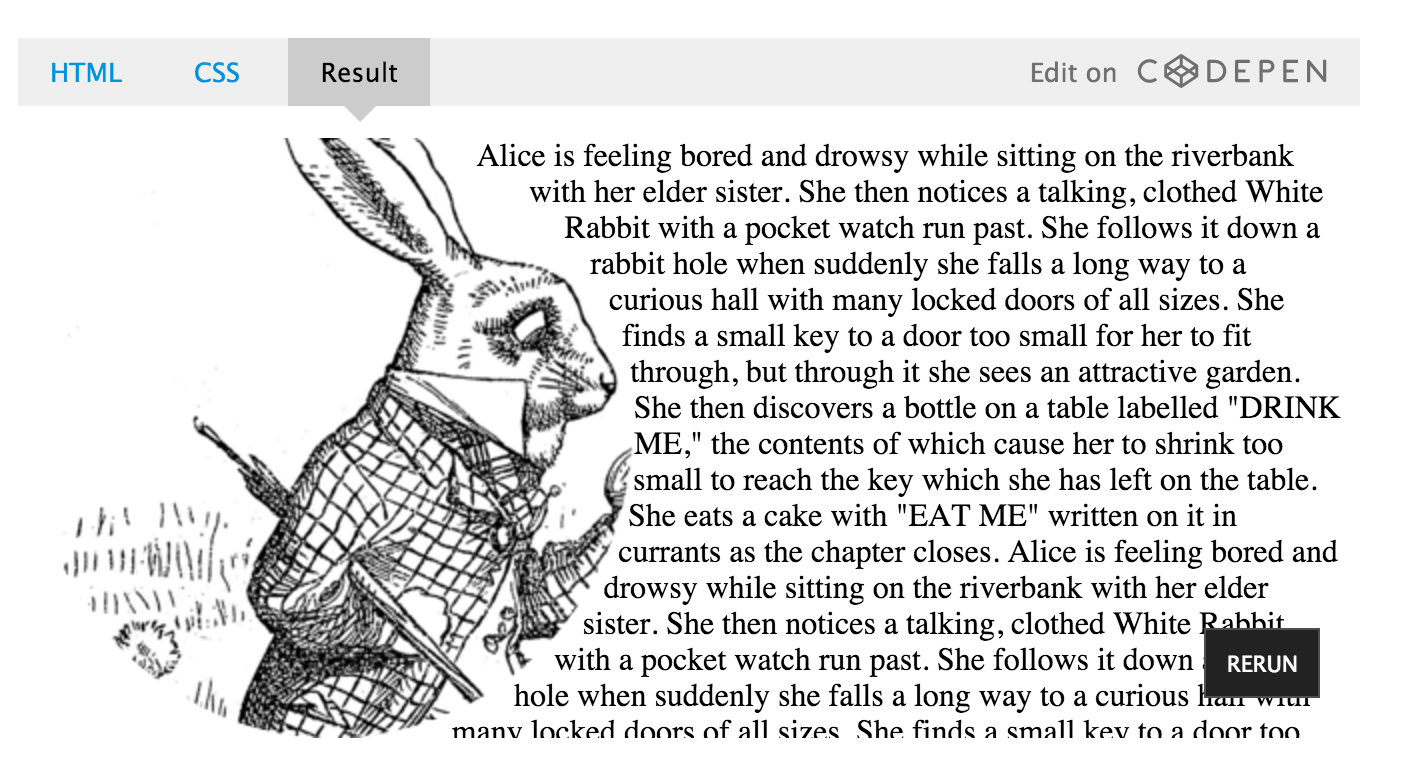 HTML CSS Result Edit on CODEPEN
Alice is feeling bored and drowsy while sitting on the riverbank
with her elder sister. She then notices a talking, clothed White
Rabbit with a pocket watch run past. She follows it down a
rabbit hole when suddenly she falls a long way to a
curious hall with many locked doors of all sizes. She
finds a small key to a door too small for her to fit
through, but through it she sees an attractive garden.
She then discovers a bottle on a table labelled "DRINK
ME," the contents of which cause her to shrink too
small to reach the key which she has left on the table.
She eats a cake with "EAT ME" written on it in
currants as the chapter closes. Alice is feeling bored and
drowsy while sitting on the riverbank with her elder
sister. She then notices a talking, clothed White Rabbit
with a pocket watch run past. She follows it down
RERUN
hole when suddenly she falls a long way to a curious hall with
many locked doors of all sizes. She finds a small key to a door too